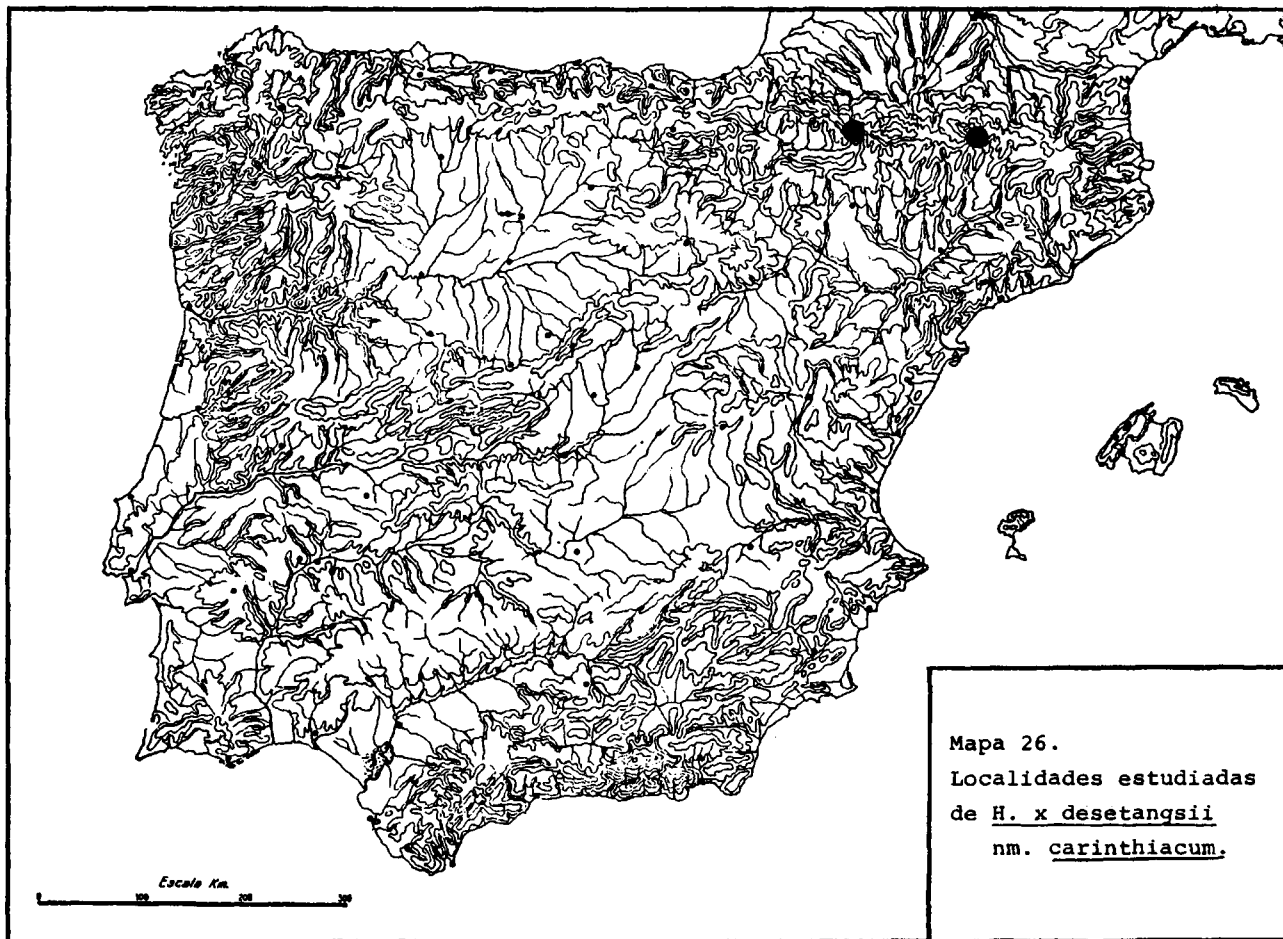 Mapa 26.
Localidades estudiadas
de H. x desetangsii
nm. carinthiacum.
Escala Km.
0 100 200 300